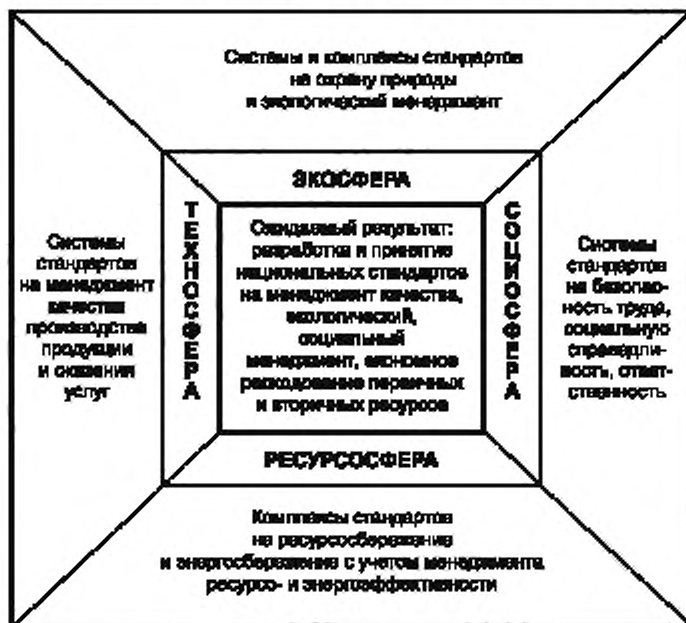 Системы и комплексы стандартов
на охрану природы
и экологический менеджмент
ЭКОСФЕРА
ТЕХНОСФЕРА
Системы
стандартов
на менеджмент
качества
производства
продукции
и оказания
услуг
Ожидаемый результат:
разработка и принятие
национальных стандартов
на менеджмент качества,
экологический,
социальный
менеджмент, экономное
расходование первичных
и вторичных ресурсов
СОЦИОСФЕРА
Системы
стандартов
на безопас-
ность труда,
социальную
справедли-
вость, ответ-
ственность
РЕСУРСОСФЕРА
Комплексы стандартов
на ресурсосбережение
и энергосбережение с учетом менеджмента
ресурсо- и энергоэффективности